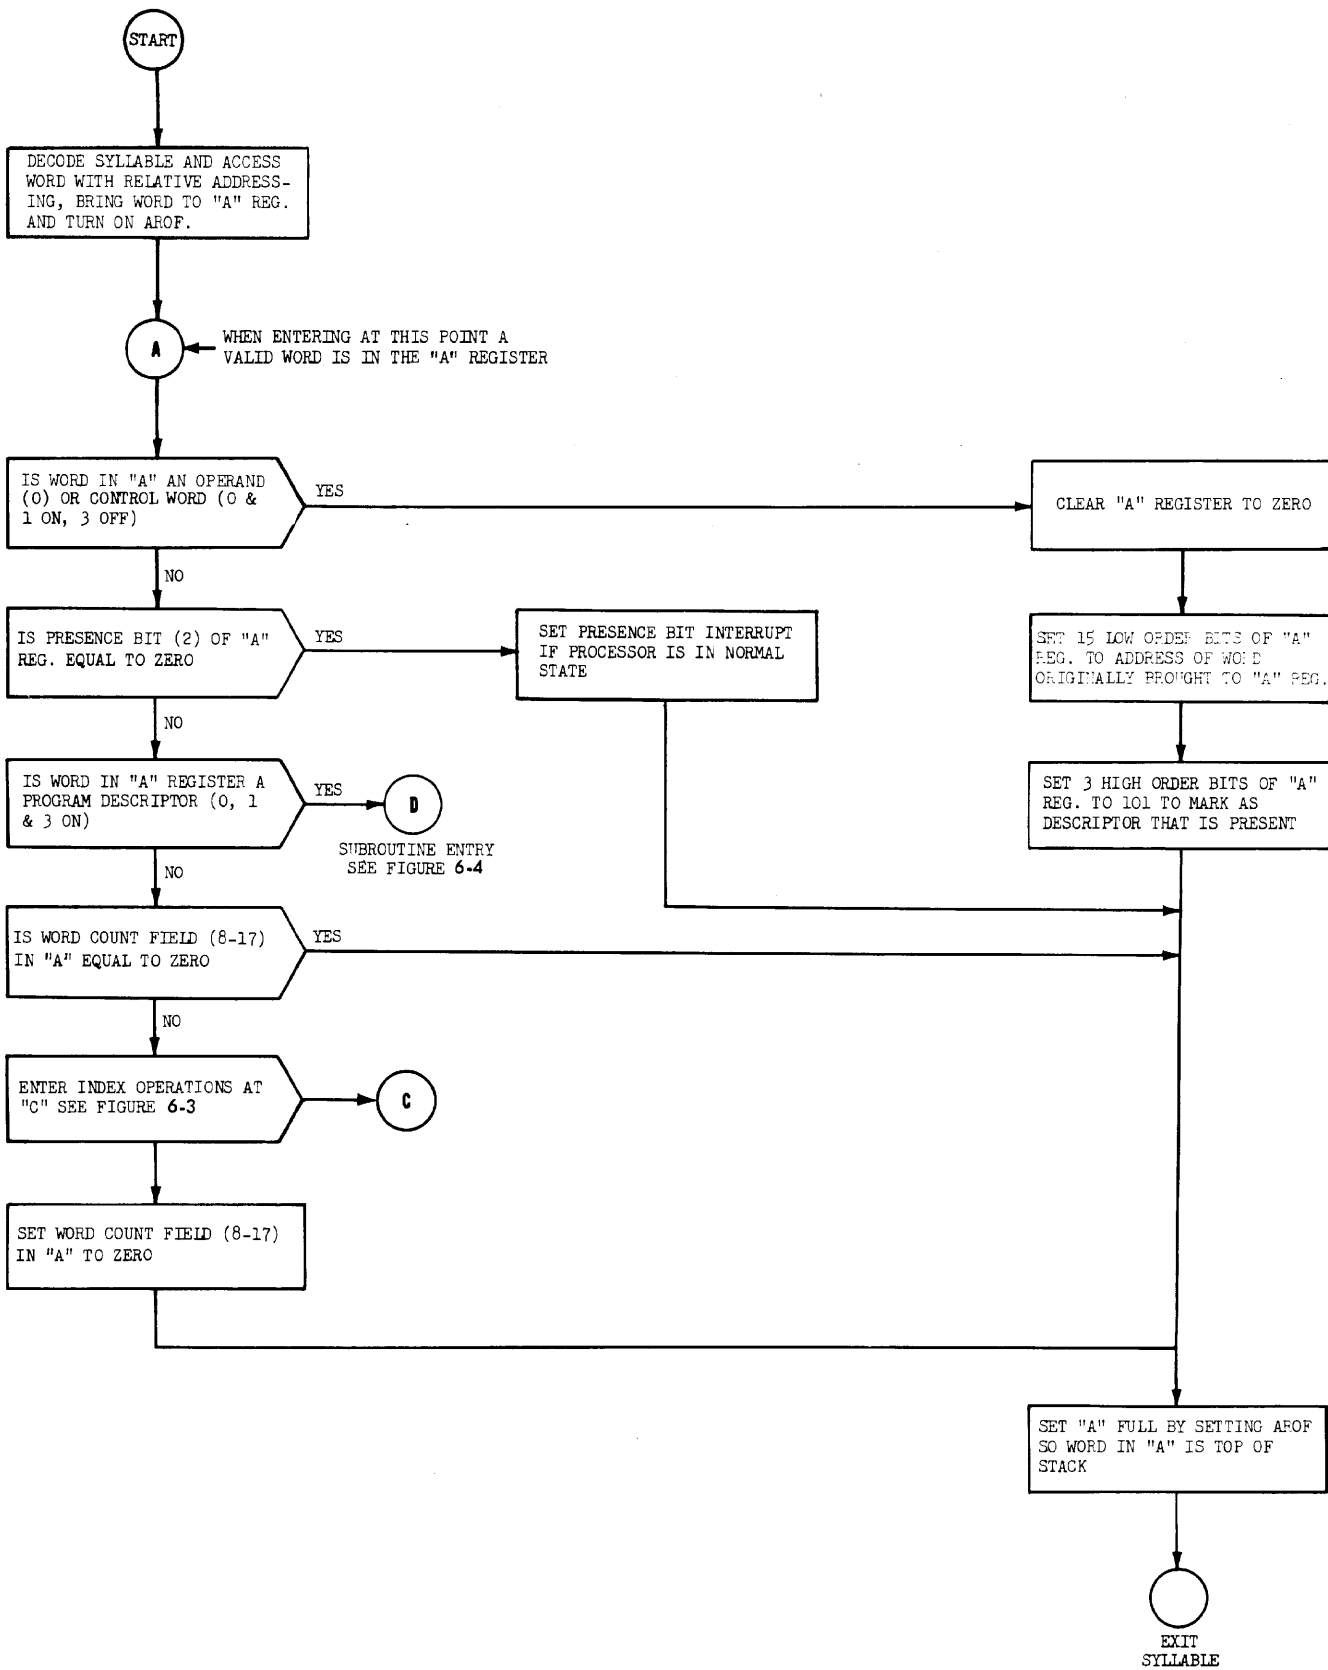 START
DECODE SYLLABLE AND ACCESS
WORD WITH RELATIVE ADDRESS-
ING, BRING WORD TO "A" REG.
AND TURN ON AROF.
A
WHEN ENTERING AT THIS POINT A
VALID WORD IS IN THE "A" REGISTER
IS WORD IN "A" AN OPERAND
(0) OR CONTROL WORD (0 &
1 ON, 3 OFF)
YES
CLEAR "A" REGISTER TO ZERO
NO
IS PRESENCE BIT (2) OF "A"
REG. EQUAL TO ZERO
YES
SET PRESENCE BIT INTERRUPT
IF PROCESSOR IS IN NORMAL
STATE
SET 15 LOW ORDER BITS OF "A"
REG. TO ADDRESS OF WORD
ORIGINALLY BROUGHT TO "A" REG.
NO
IS WORD IN "A" REGISTER A
PROGRAM DESCRIPTOR (0, 1
& 3 ON)
YES
D
SUBROUTINE ENTRY
SEE FIGURE 6-4
SET 3 HIGH ORDER BITS OF "A"
REG. TO 101 TO MARK AS
DESCRIPTOR THAT IS PRESENT
NO
IS WORD COUNT FIELD (8-17)
IN "A" EQUAL TO ZERO
YES
NO
ENTER INDEX OPERATIONS AT
"C" SEE FIGURE 6-3
C
SET WORD COUNT FIELD (8-17)
IN "A" TO ZERO
SET "A" FULL BY SETTING AROF
SO WORD IN "A" IS TOP OF
STACK
EXIT
SYLLABLE